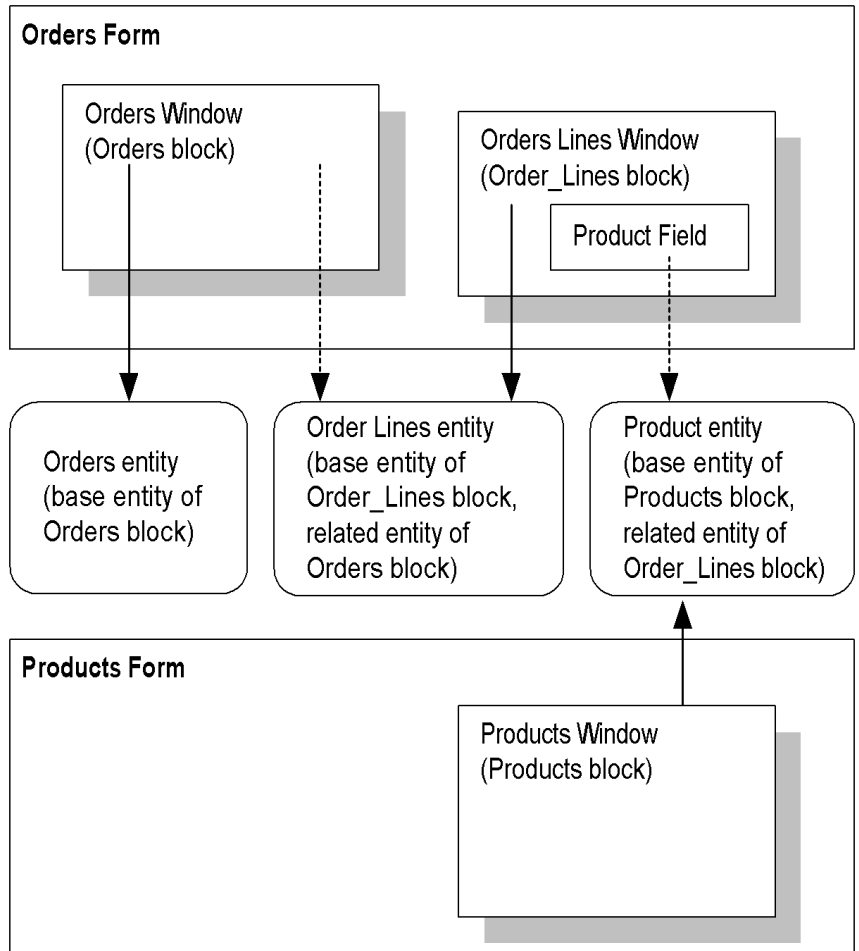 Orders Form
Orders Window
(Orders block)
Orders Lines Window
(Order_Lines block)
Product Field
Orders entity
(base entity of
Orders block)
Order Lines entity
(base entity of
Order_Lines block,
related entity of
Orders block)
Product entity
(base entity of
Products block,
related entity of
Order_Lines block)
Products Form
Products Window
(Products block)